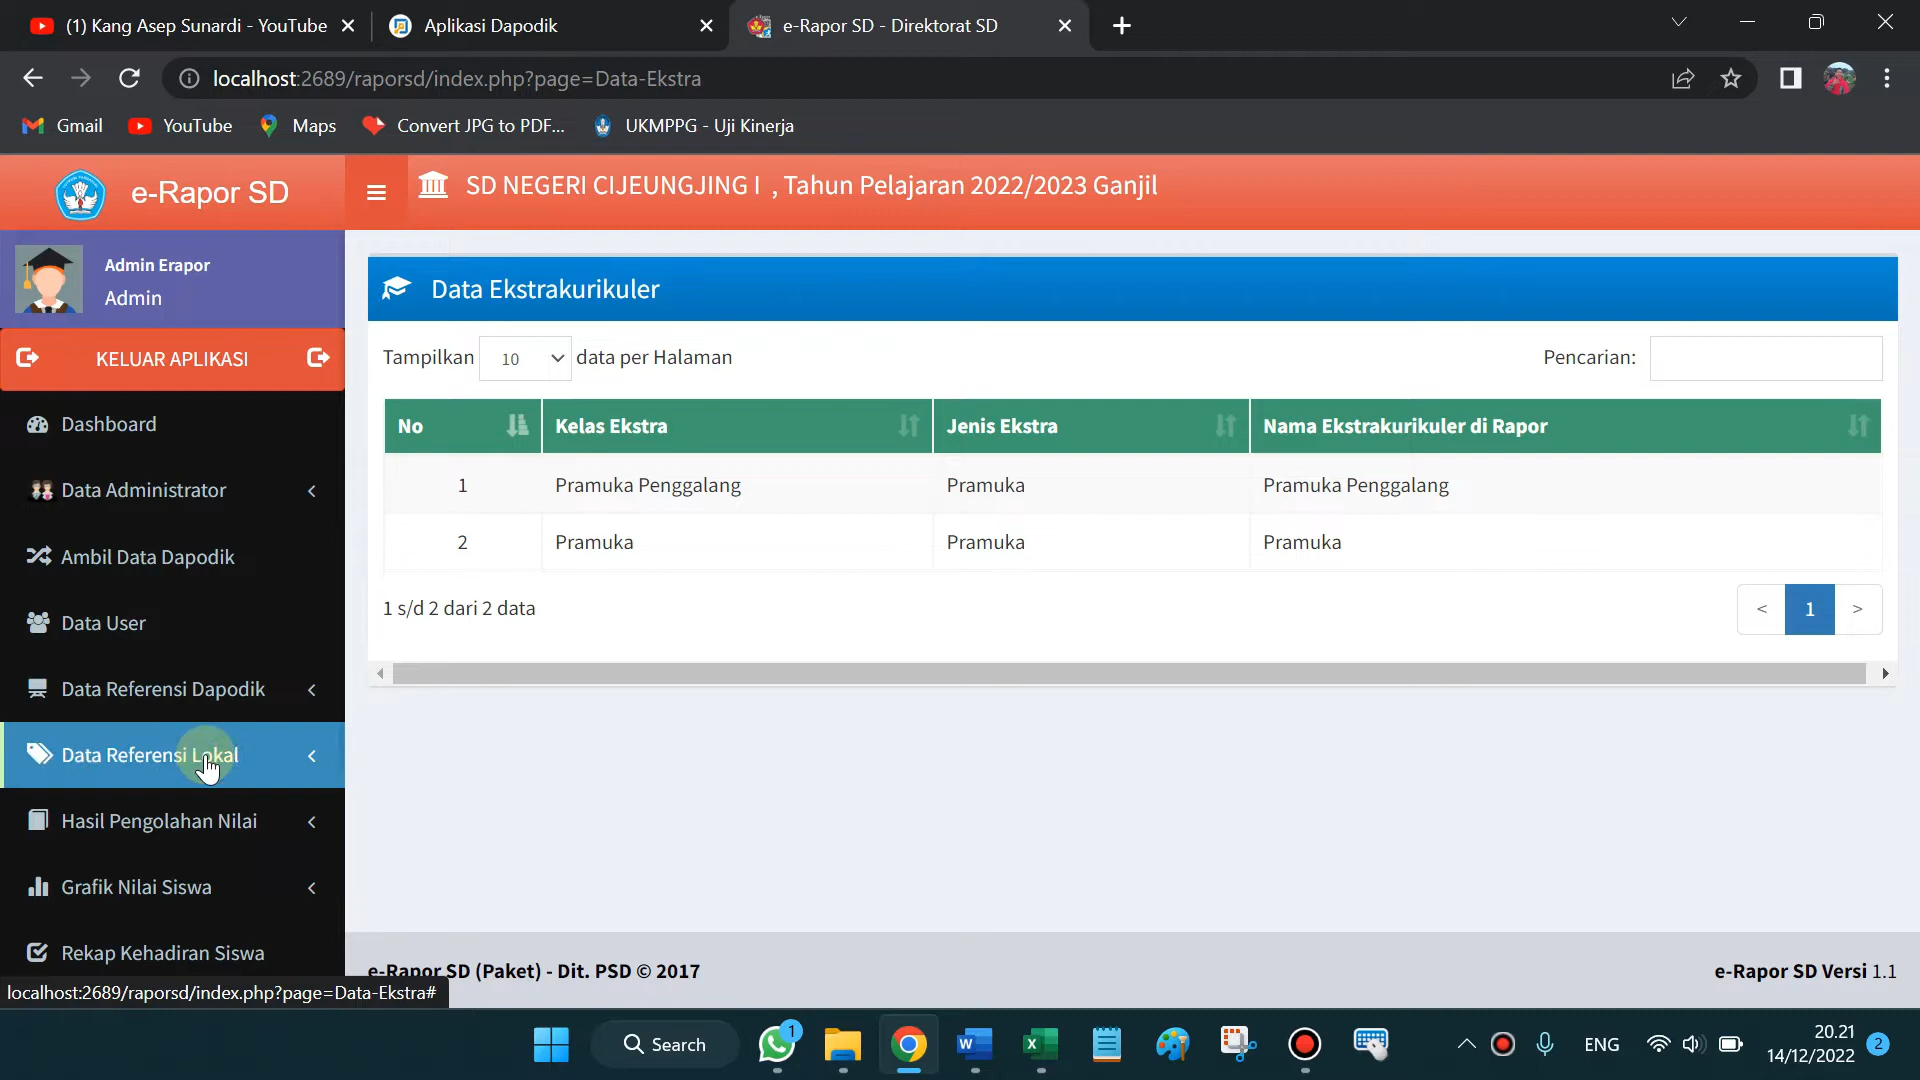 (1) Kang Asep Sunardi - YouTube
Aplikasi Dapodik
e-Rapor SD - Direktorat SD
localhost:2689/raporsd/index.php?page=Data-Ekstra
Gmail
YouTube
Maps
Convert JPG to PDF...
UKMPPG - Uji Kinerja
e-Rapor SD
SD NEGERI CIJEUNGJING I , Tahun Pelajaran 2022/2023 Ganjil
Admin Erapor
Admin
KELUAR APLIKASI
Dashboard
Data Administrator
Ambil Data Dapodik
Data User
Data Referensi Dapodik
Data Referensi Lokal
Hasil Pengolahan Nilai
Grafik Nilai Siswa
Rekap Kehadiran Siswa
Data Ekstrakurikuler
Tampilkan 10 data per Halaman
Pencarian:
No Kelas Ekstra Jenis Ekstra Nama Ekstrakurikuler di Rapor
1 Pramuka Penggalang Pramuka Pramuka Penggalang
2 Pramuka Pramuka Pramuka
1 s/d 2 dari 2 data
< 1 >
e-Rapor SD (Paket) - Dit. PSD © 2017
e-Rapor SD Versi 1.1
localhost:2689/raporsd/index.php?page=Data-Ekstra#
Search
1
ENG
20.21
14/12/2022
2